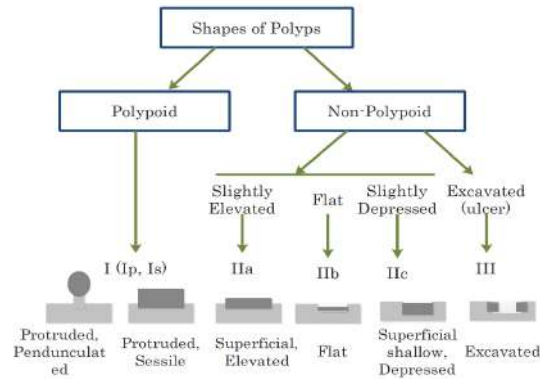 Shapes of Polyps
Polypoid
Non-Polypoid
Slightly
Elevated
Flat
Slightly
Depressed
Excavated
(ulcer)
I (Ip, Is)
IIa
IIb
IIc
III
Protruded,
Pendunculat
ed
Protruded,
Sessile
Superficial,
Elevated
Flat
Superficial
shallow,
Depressed
Excavated